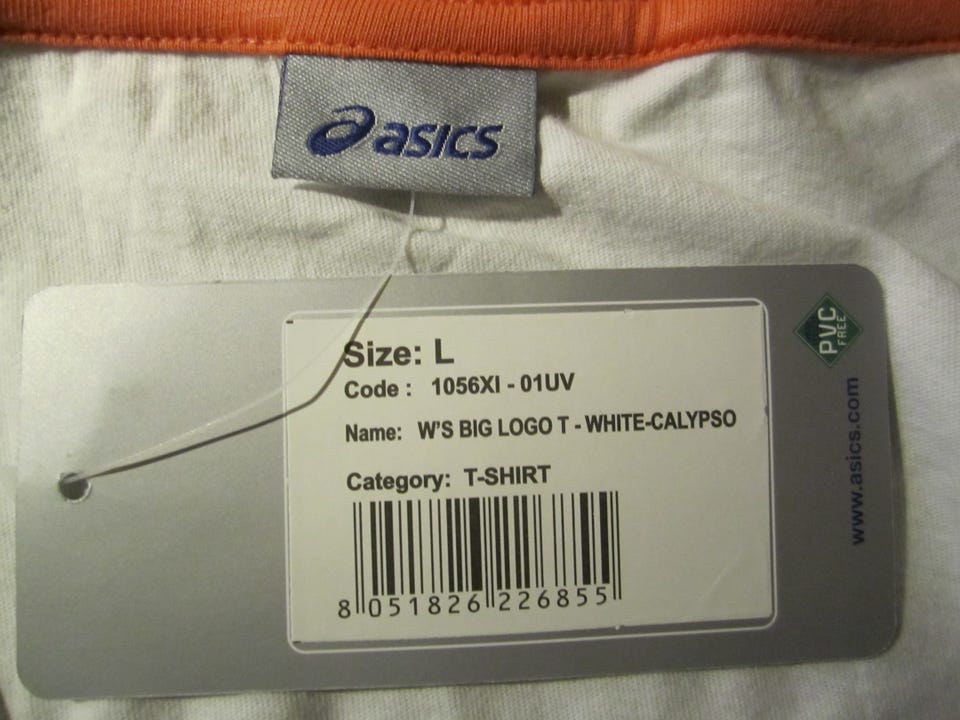 asics
Size: L
Code : 1056XI - 01UV
Name: W'S BIG LOGO T - WHITE-CALYPSO
Category: T-SHIRT
8 051826 226855
PVC
FREE
www.asics.com